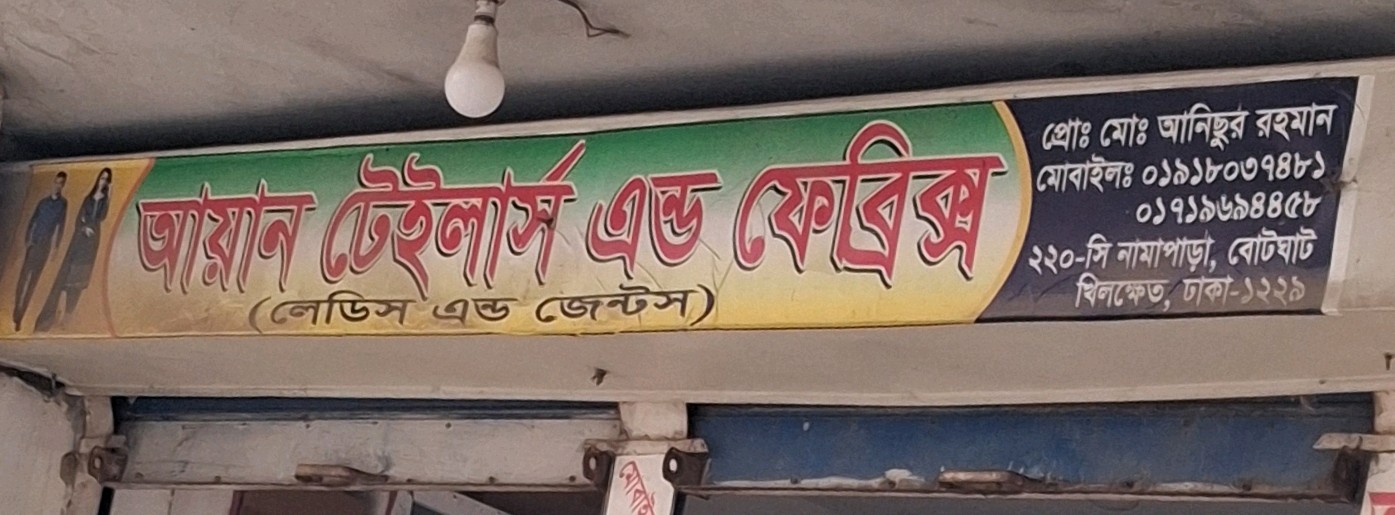 আয়ান টেইলার্স এন্ড ফেব্রিক্স
(লেডিস এন্ড জেন্টস)
প্রোঃ মোঃ আনিছুর রহমান
মোবাইলঃ ০১৯১৮০৩৭৪৮১
০১৭১৯৬৯৪৪৫৮
২২০-সি নামাপাড়া, বোটঘাট
খিলক্ষেত, ঢাকা-১২২৯